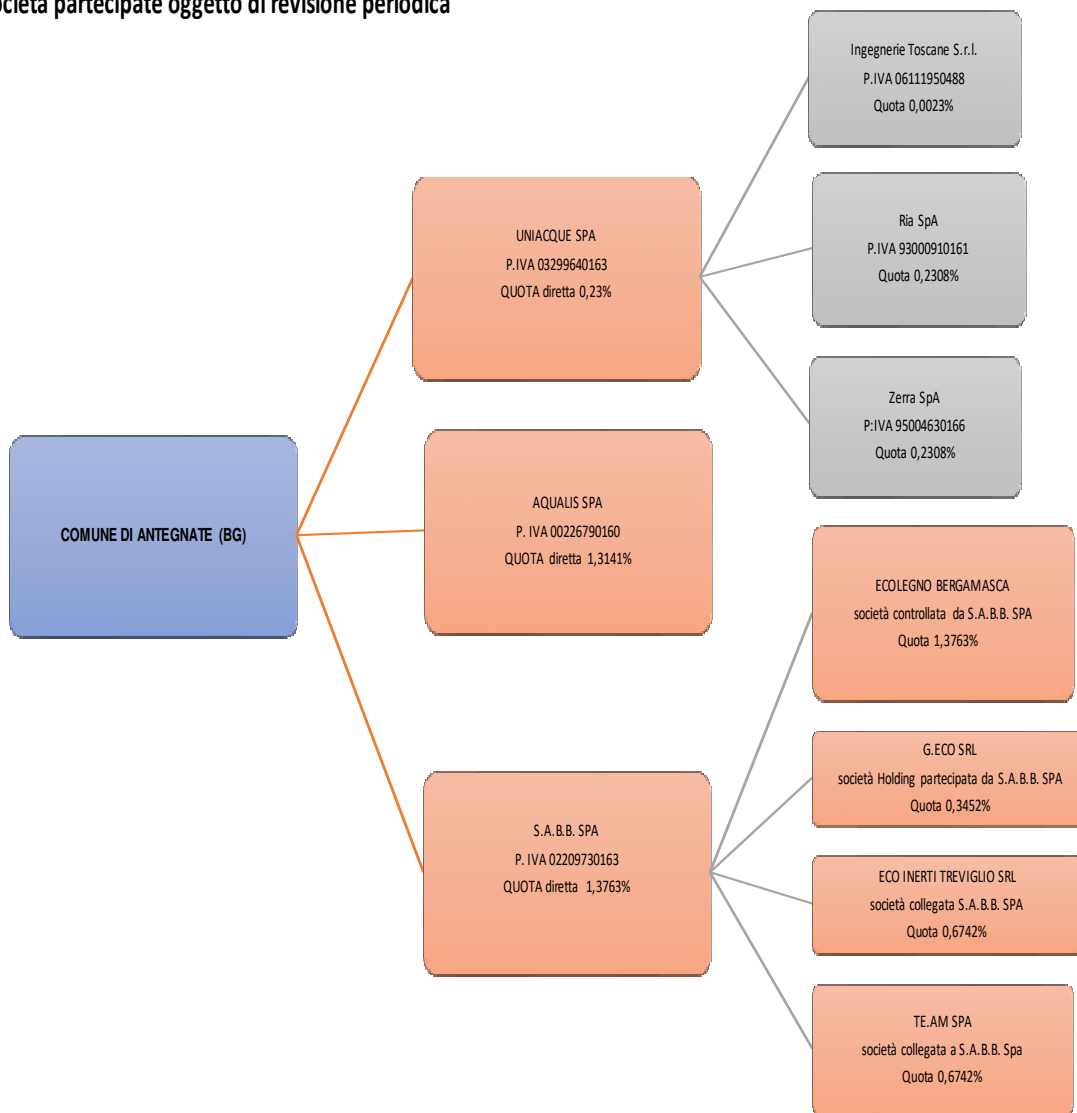 ocietà partecipate oggetto di revisione periodica
Ingegnerie Toscane S.r.l.
P.IVA 06111950488
Quota 0,0023%
UNIACQUE SPA
P.IVA 03299640163
QUOTA diretta 0,23%
Ria SpA
P.IVA 93000910161
Quota 0,2308%
Zerra SpA
P:IVA 95004630166
Quota 0,2308%
COMUNE DI ANTEGNATE (BG)
AQUALIS SPA
P. IVA 00226790160
QUOTA diretta 1,3141%
ECOLEGNO BERGAMASCA
società controllata da S.A.B.B. SPA
Quota 1,3763%
S.A.B.B. SPA
P. IVA 02209730163
QUOTA diretta 1,3763%
G.ECO SRL
società Holding partecipata da S.A.B.B. SPA
Quota 0,3452%
ECO INERTI TREVIGLIO SRL
società collegata S.A.B.B. SPA
Quota 0,6742%
TE.AM SPA
società collegata a S.A.B.B. Spa
Quota 0,6742%